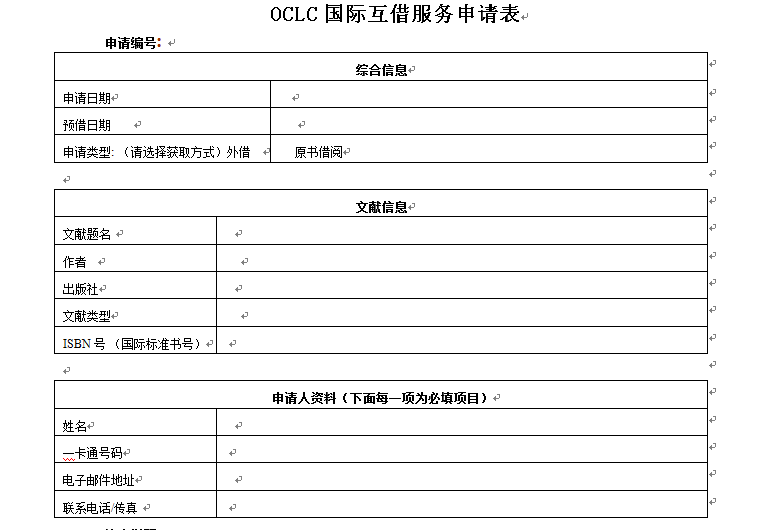 OCLC 国际互借服务申请表
申请编号：
综合信息
申请日期
预借日期
申请类型:（请选择获取方式）外借 原书借阅
文献信息
文献题名
作者
出版社
文献类型
ISBN 号 （国际标准书号）
申请人资料（下面每一项为必填项目）
姓名
一卡通号码
电子邮件地址
联系电话/传真